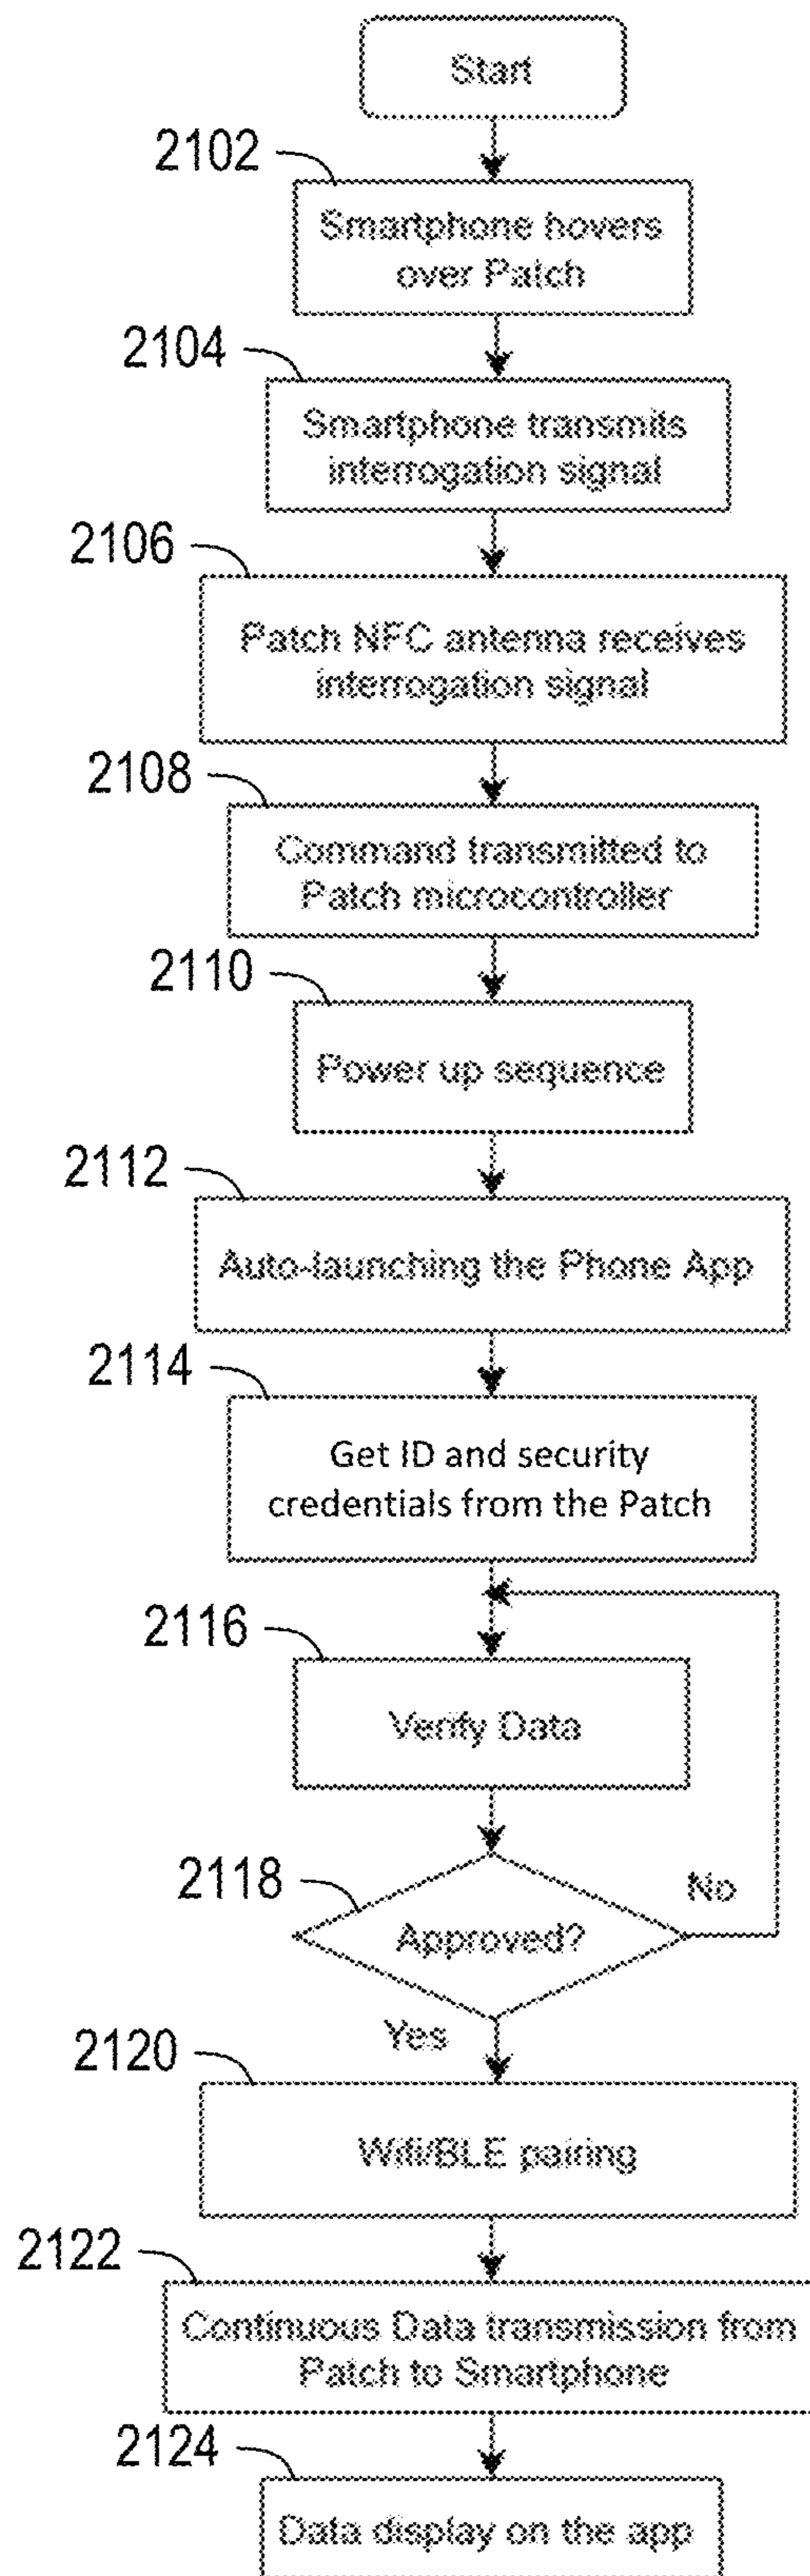 Start
2102
Smartphone hovers
over Patch
2104
Smartphone transmits
interrogation signal
2106
Patch NFC antenna receives
interrogation signal
2108
Command transmitted to
Patch microcontroller
2110
Power up sequence
2112
Auto-launching the Phone App
2114
Get ID and security
credentials from the Patch
2116
Verify Data
2118
Approved?
No
Yes
2120
Wifi/BLE pairing
2122
Continuous Data transmission from
Patch to Smartphone
2124
Data display on the app